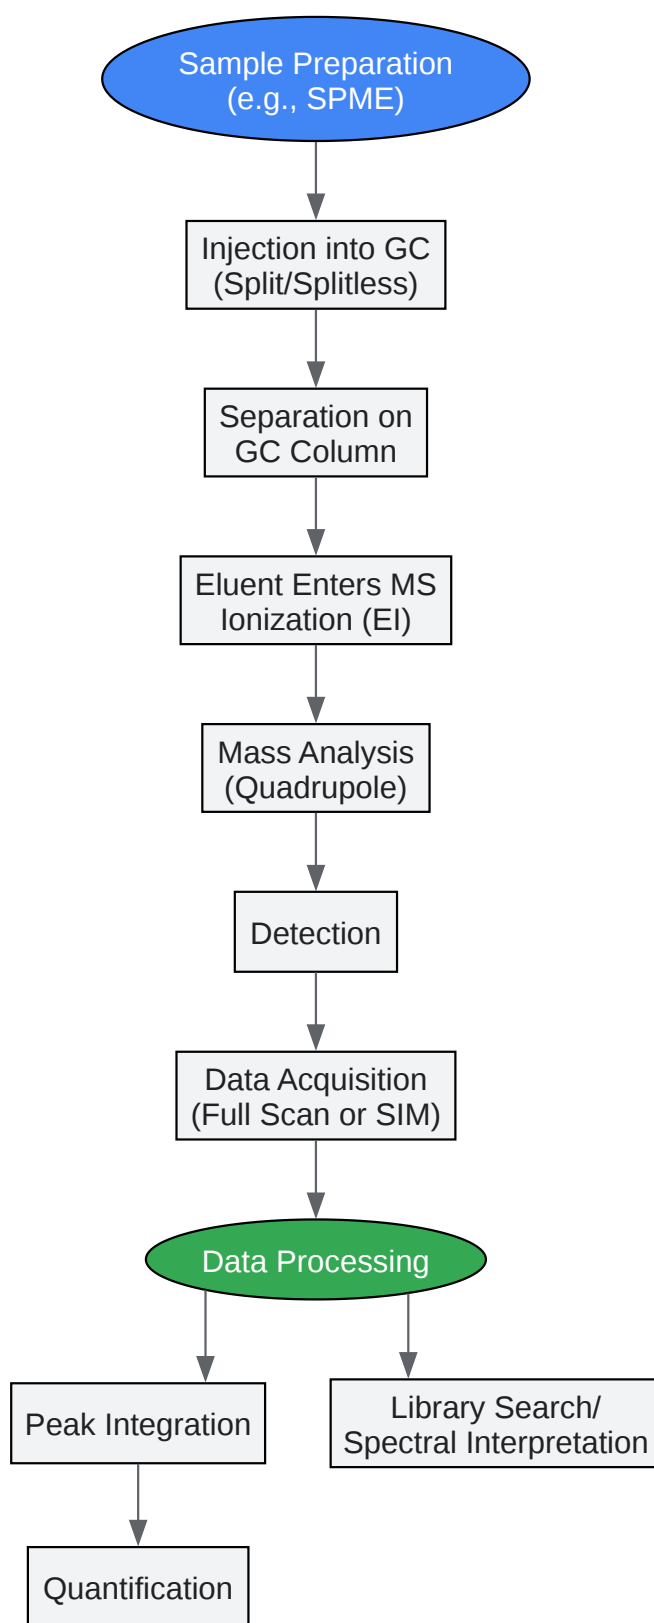 Sample Preparation
(e.g., SPME)
Injection into GC
(Split/Splitless)
Separation on
GC Column
Eluent Enters MS
Ionization (EI)
Mass Analysis
(Quadrupole)
Detection
Data Acquisition
(Full Scan or SIM)
Data Processing
Peak Integration
Library Search/
Spectral Interpretation
Quantification